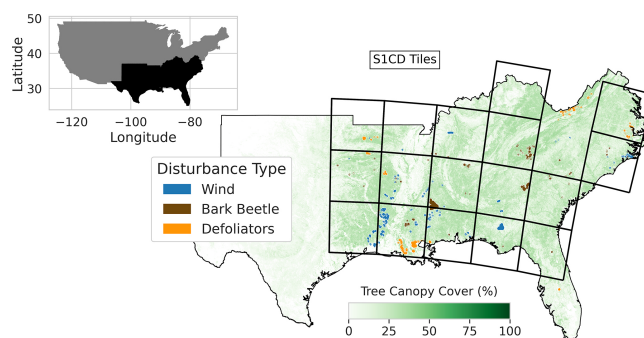 50
40
30
Latitude
−120
−100
−80
Longitude
S1CD Tiles
Disturbance Type
Wind
Bark Beetle
Defoliators
Tree Canopy Cover (%)
0
25
50
75
100